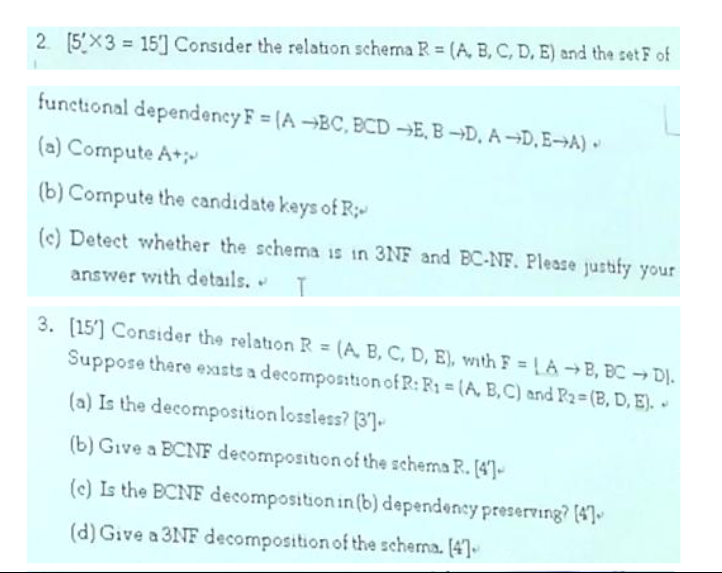 2. [5'×3 = 15'] Consider the relation schema R = (A, B, C, D, E) and the set F of
functional dependency F = {A →BC, BCD →E, B →D, A →D, E→A}
(a) Compute A+;
(b) Compute the candidate keys of R;
(c) Detect whether the schema is in 3NF and BC-NF. Please justify your
answer with details.
3. [15'] Consider the relation R = (A, B, C, D, E), with F = { A → B, BC → D}.
Suppose there exists a decomposition of R: R₁ = (A, B, C) and R₂ = (B, D, E).
(a) Is the decomposition lossless? [3']
(b) Give a BCNF decomposition of the schema R. [4']
(c) Is the BCNF decomposition in (b) dependency preserving? [4']
(d) Give a 3NF decomposition of the schema. [4']